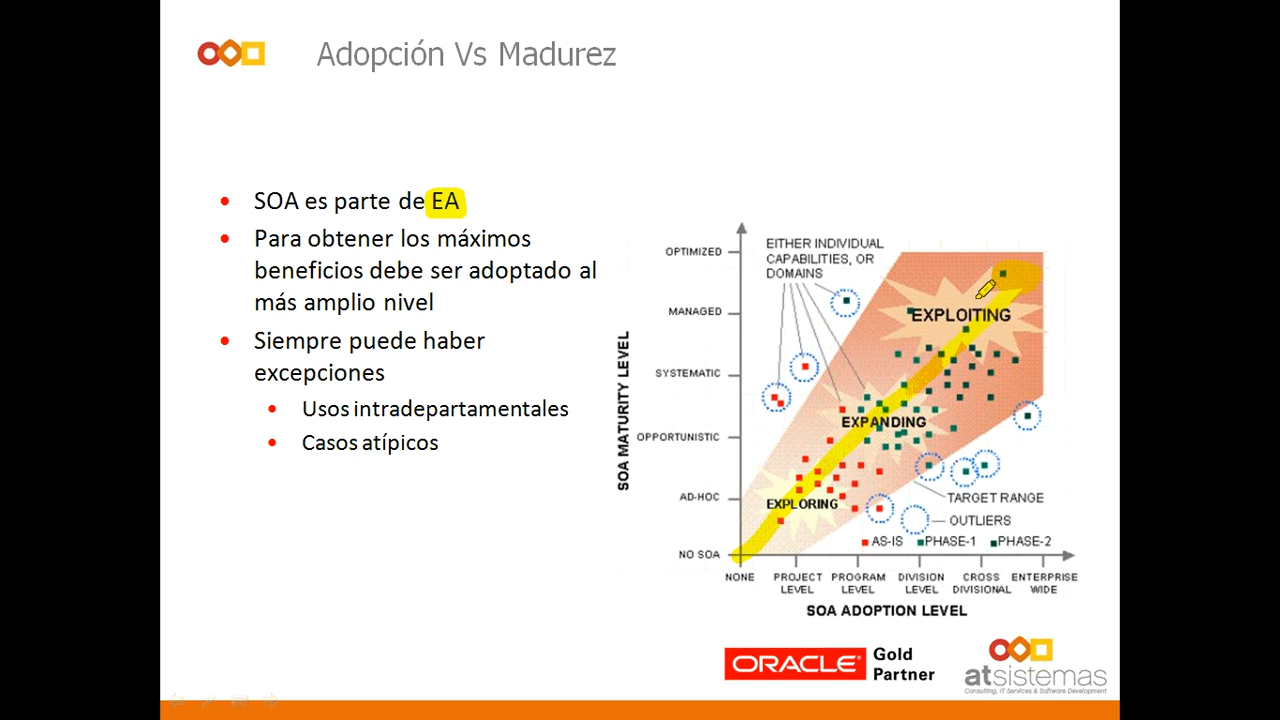 Adopción Vs Madurez
SOA es parte de EA
Para obtener los máximos
beneficios debe ser adoptado al
más amplio nivel
Siempre puede haber
excepciones
Usos intradepartamentales
Casos atípicos
SOA MATURITY LEVEL
OPTIMIZED
MANAGED
SYSTEMATIC
OPPORTUNISTIC
AD-HOC
NO SOA
EITHER INDIVIDUAL
CAPABILITIES, OR
DOMAINS
EXPLOITING
EXPANDING
EXPLORING
TARGET RANGE
OUTLIERS
AS-IS PHASE-1 PHASE-2
NONE PROJECT PROGRAM DIVISION CROSS ENTERPRISE
LEVEL LEVEL LEVEL DIVISIONAL WIDE
SOA ADOPTION LEVEL
ORACLE Gold
Partner
atsistemas
Consulting, IT Services & Software Development